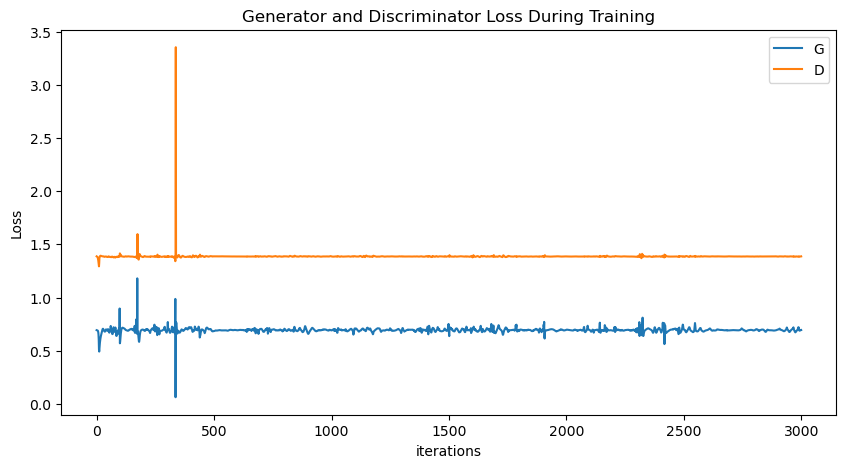 Generator and Discriminator Loss During Training
G
D
3.5
3.0
2.5
2.0
1.5
1.0
0.5
0.0
Loss
0 500 1000 1500 2000 2500 3000
iterations